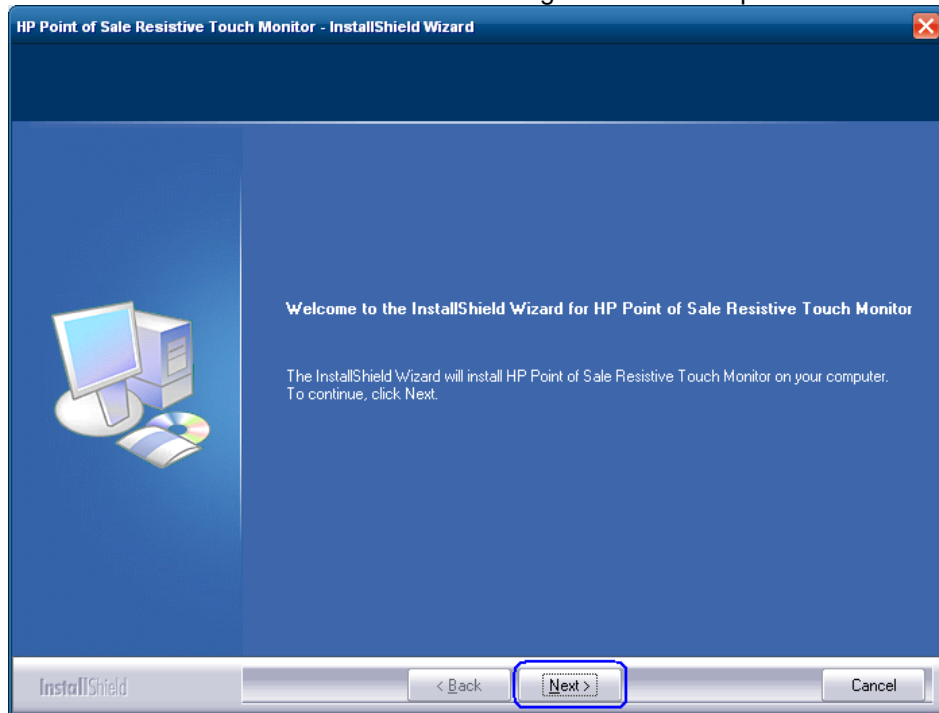 HP Point of Sale Resistive Touch Monitor - InstallShield Wizard
Welcome to the InstallShield Wizard for HP Point of Sale Resistive Touch Monitor
The InstallShield Wizard will install HP Point of Sale Resistive Touch Monitor on your computer.
To continue, click Next.
InstallShield
< Back
Next >
Cancel